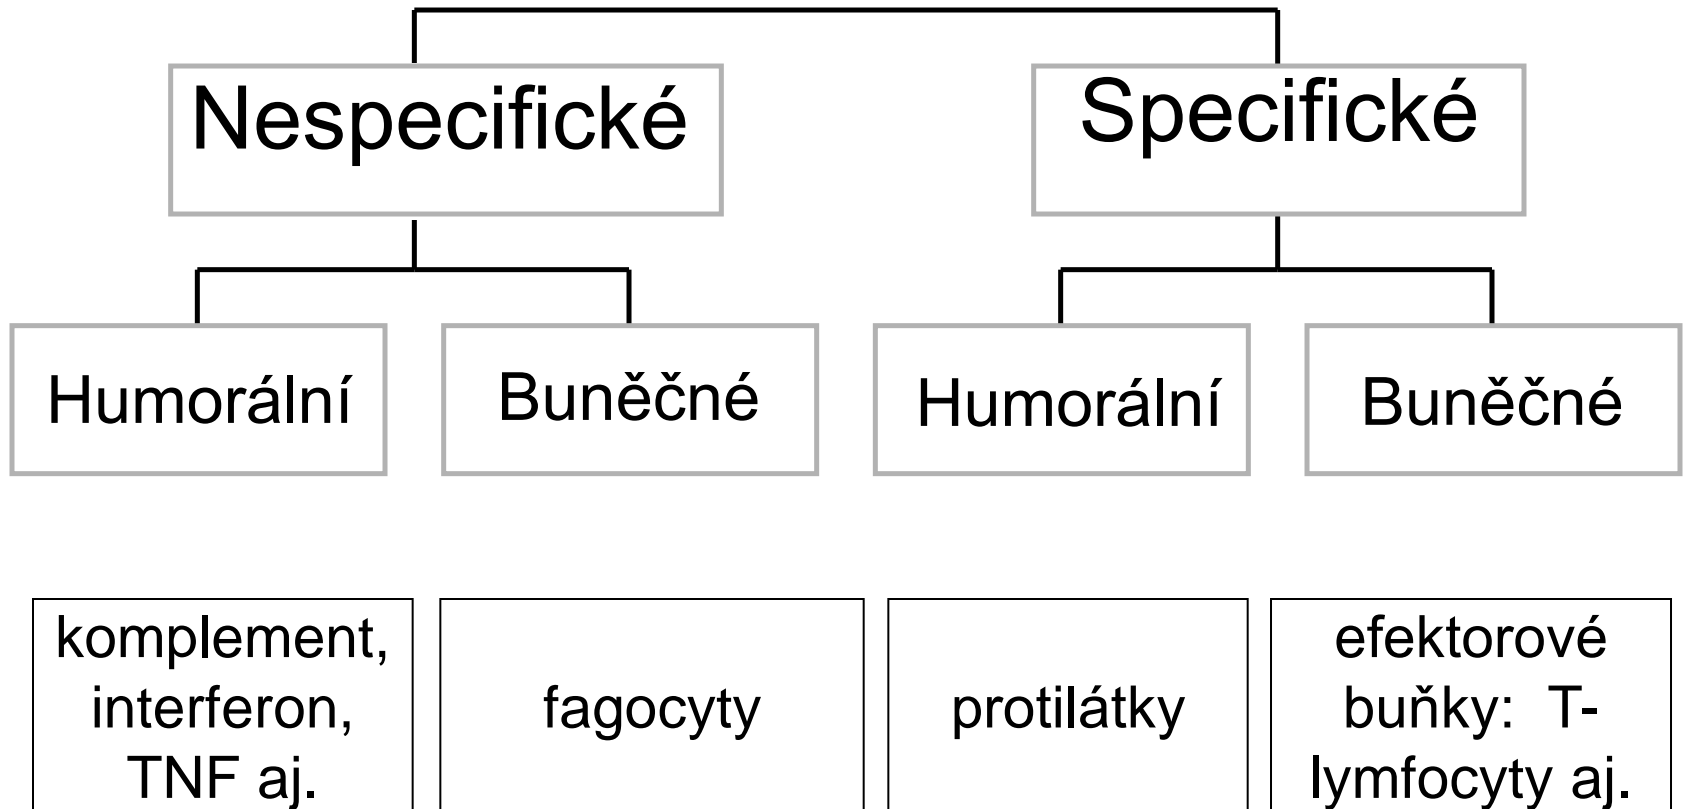 Nespecifické
Specifické
Humorální
Buněčné
Humorální
Buněčné
komplement,
interferon,
TNF aj.
fagocyty
protilátky
efektorové
buňky: T-
lymfocyty aj.